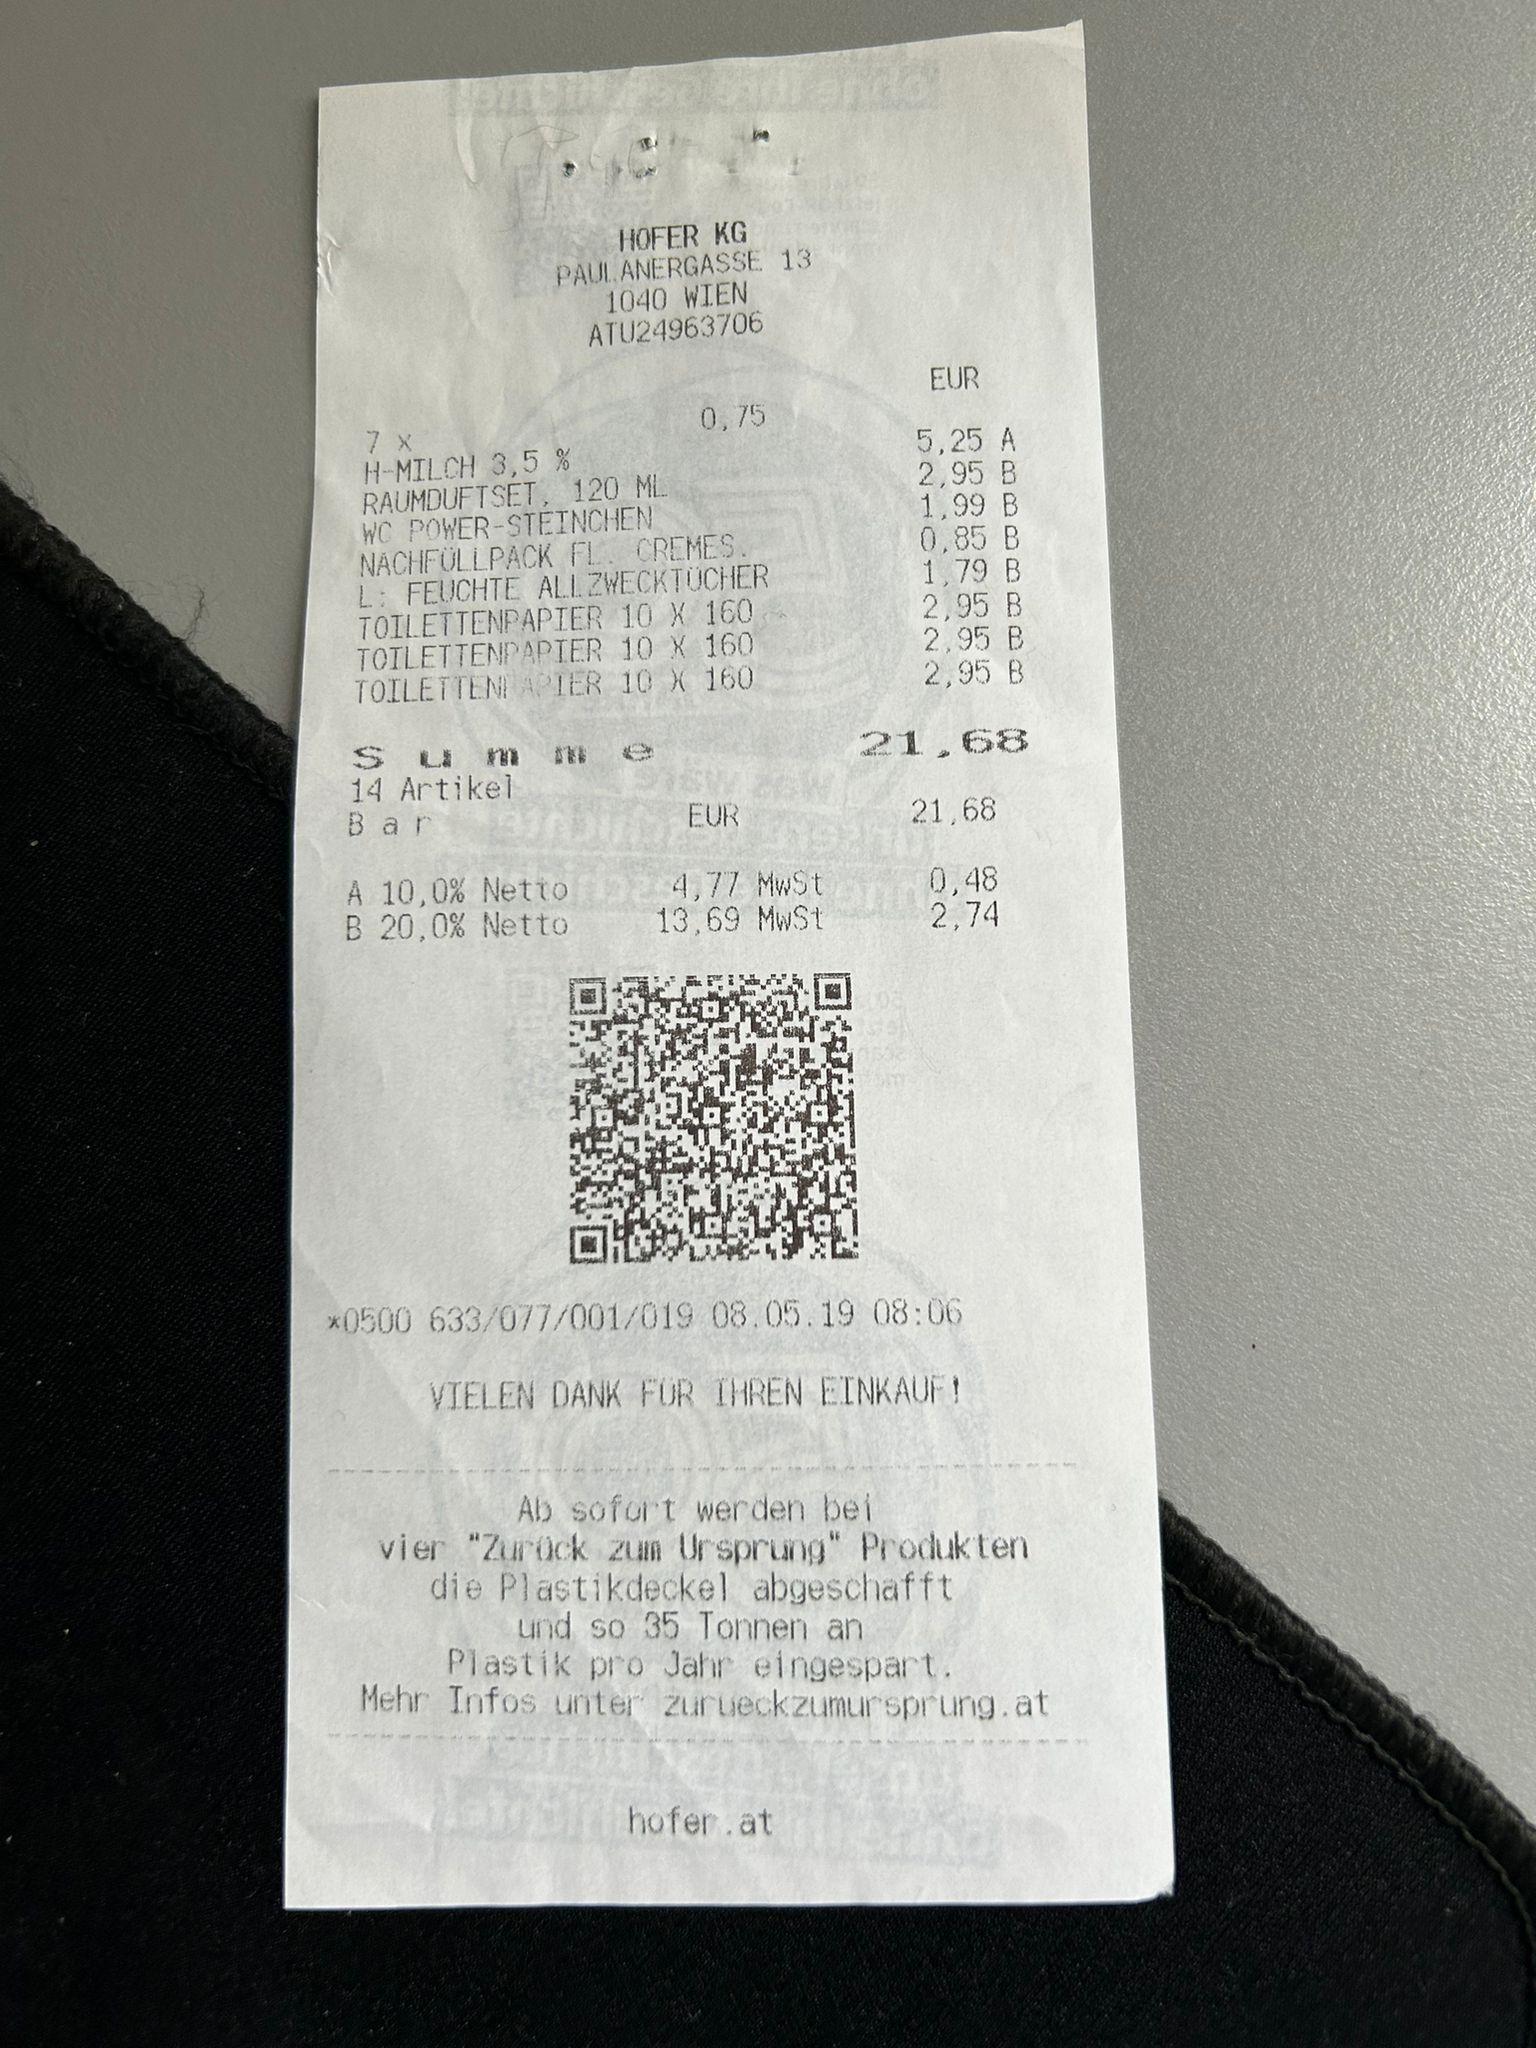 HOFER KG
PAULANERGASSE 13
1040 WIEN
ATU24963706
EUR
7 x 0,75
H-MILCH 3,5 % 5,25 A
RAUMDUFTSET, 120 ML 2,95 B
WC POWER-STEINCHEN 1,99 B
NACHFÜLLPACK FL. CREMES. 0,85 B
L: FEUCHTE ALLZWECKTÜCHER 1,79 B
TOILETTENPAPIER 10 X 160 2,95 B
TOILETTENPAPIER 10 X 160 2,95 B
TOILETTENPAPIER 10 X 160 2,95 B
S u m m e 21,68
14 Artikel
B a r EUR 21,68
A 10,0% Netto 4,77 MwSt 0,48
B 20,0% Netto 13,69 MwSt 2,74
*0500 633/077/001/019 08.05.19 08:06
VIELEN DANK FÜR IHREN EINKAUF!
Ab sofort werden bei
vier "Zurück zum Ursprung" Produkten
die Plastikdeckel abgeschafft
und so 35 Tonnen an
Plastik pro Jahr eingespart.
Mehr Infos unter zurueckzumursprung.at
hofer.at